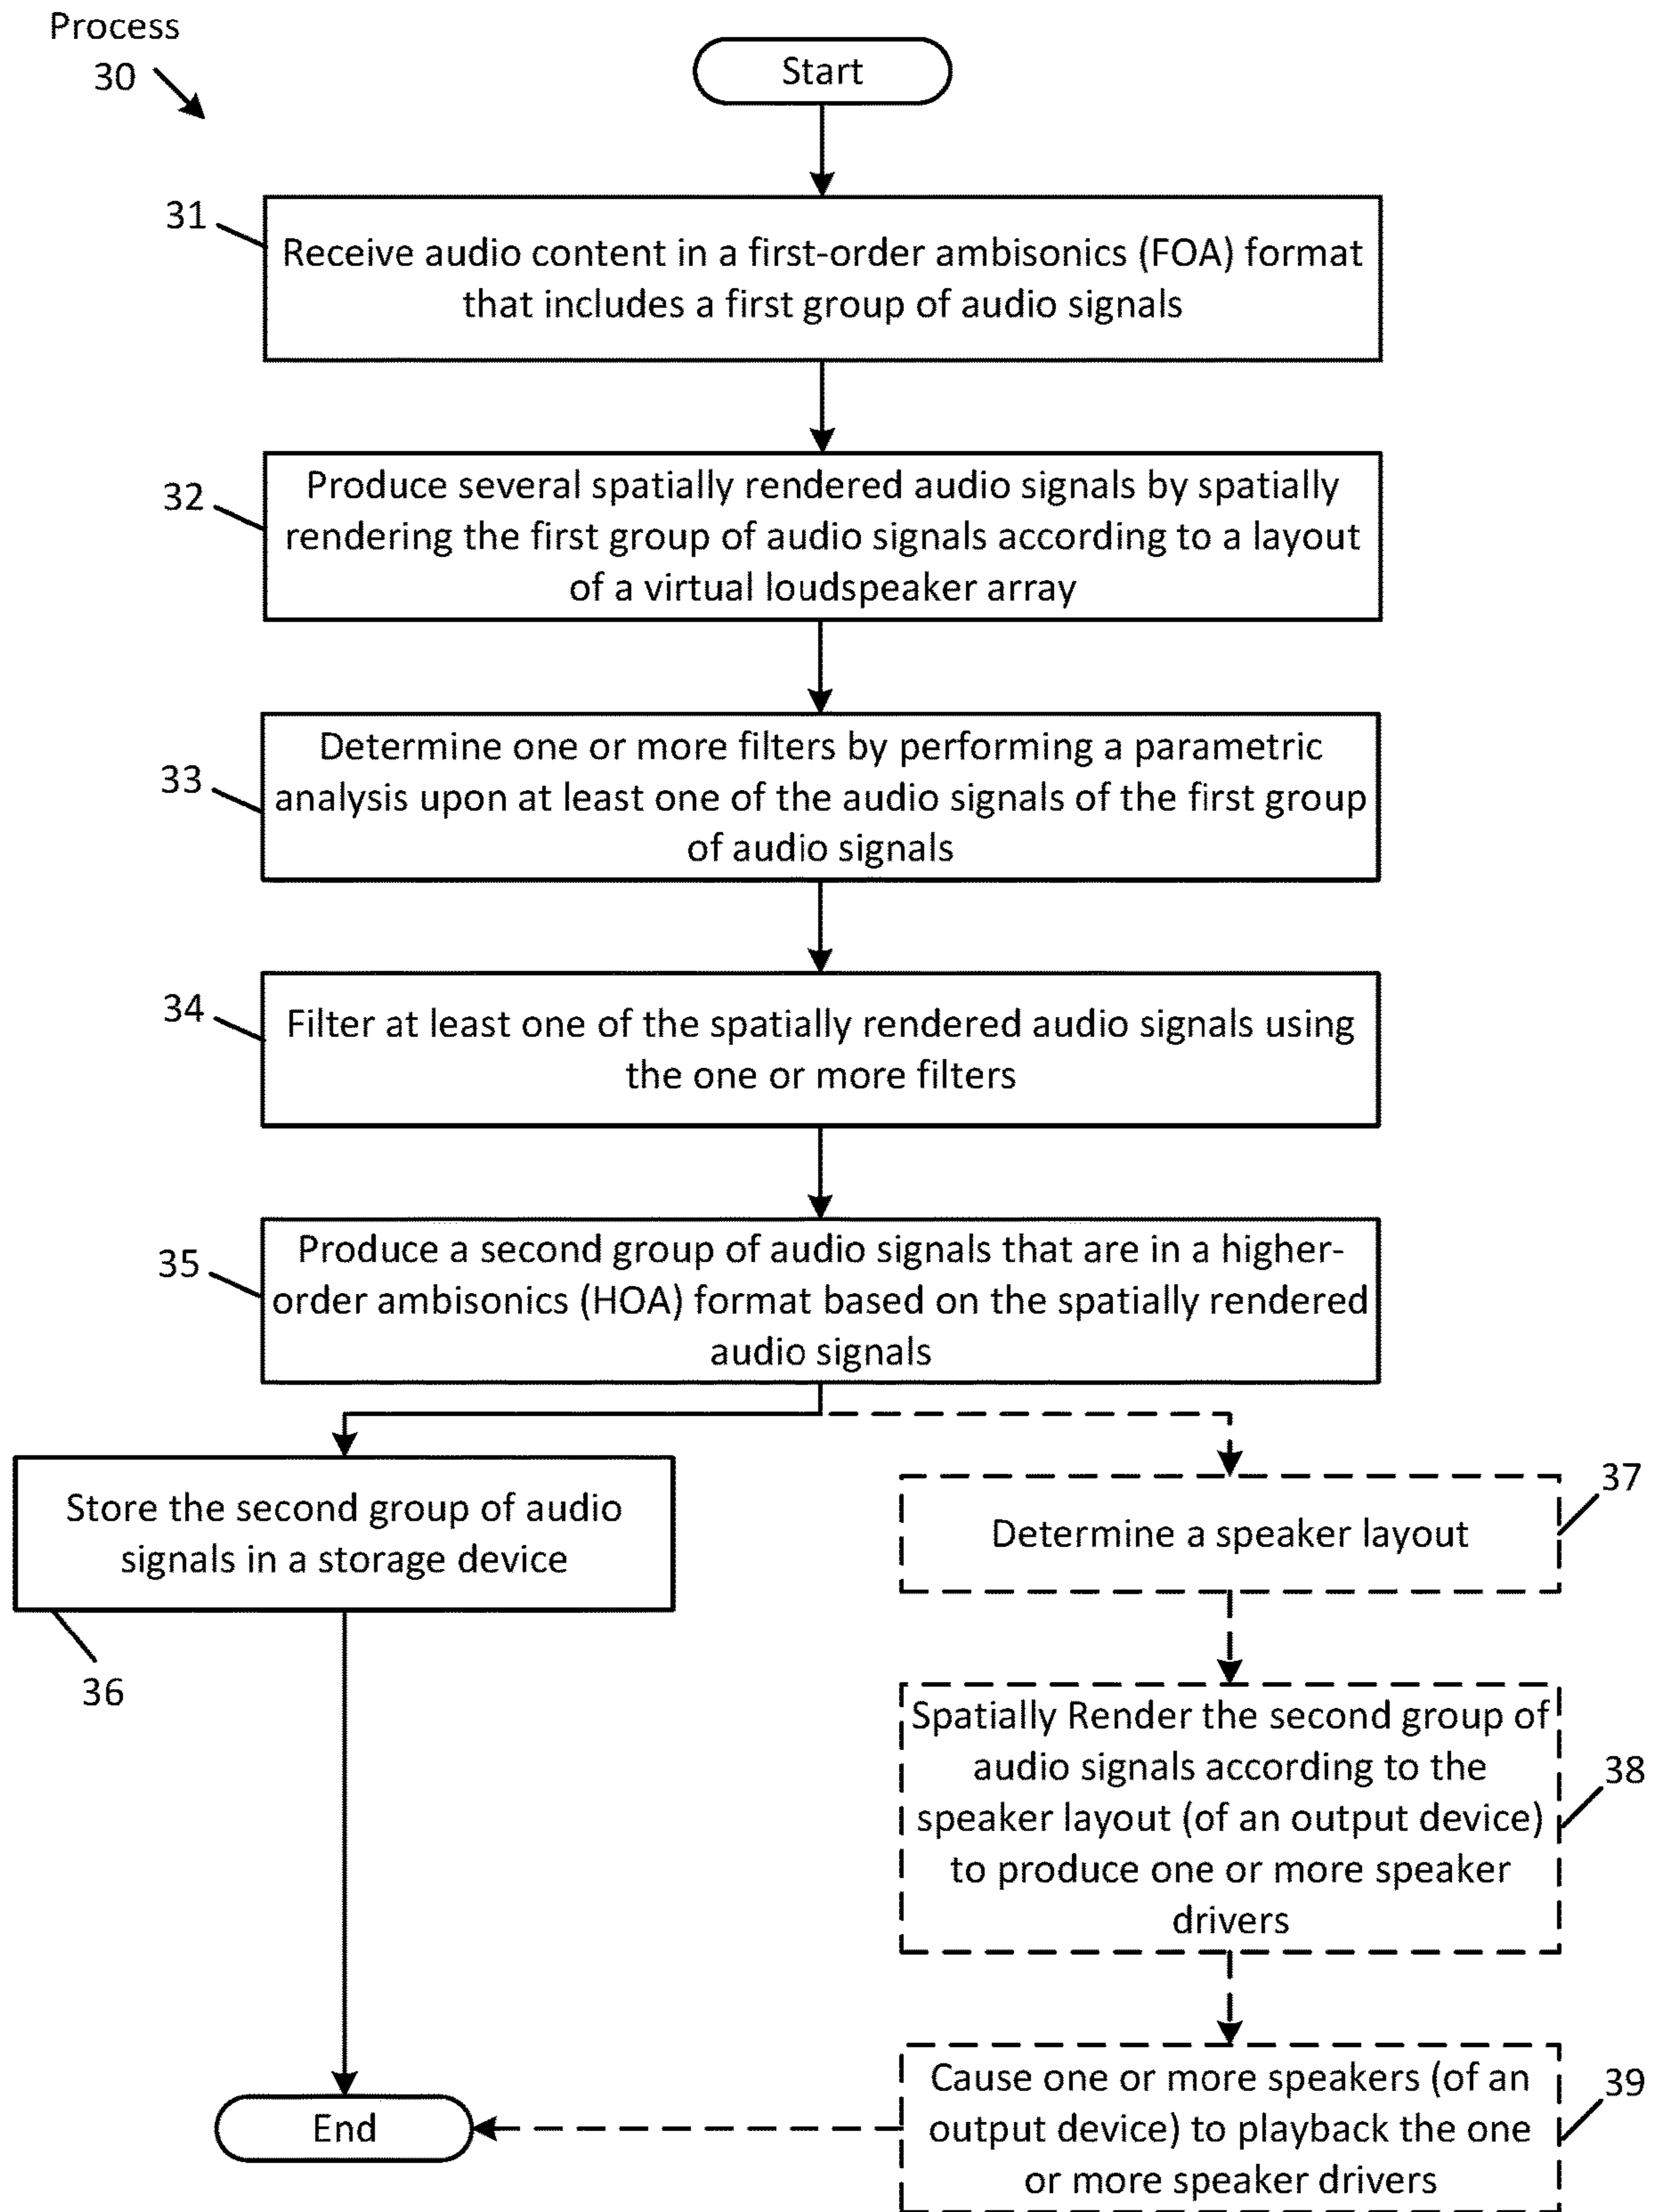 Process
30
Start
31
Receive audio content in a first-order ambisonics (FOA) format
that includes a first group of audio signals
32
Produce several spatially rendered audio signals by spatially
rendering the first group of audio signals according to a layout
of a virtual loudspeaker array
33
Determine one or more filters by performing a parametric
analysis upon at least one of the audio signals of the first group
of audio signals
34
Filter at least one of the spatially rendered audio signals using
the one or more filters
35
Produce a second group of audio signals that are in a higher-
order ambisonics (HOA) format based on the spatially rendered
audio signals
Store the second group of audio
signals in a storage device
36
37
Determine a speaker layout
Spatially Render the second group of
audio signals according to the
speaker layout (of an output device)
to produce one or more speaker
drivers
38
Cause one or more speakers (of an
output device) to playback the one
or more speaker drivers
39
End